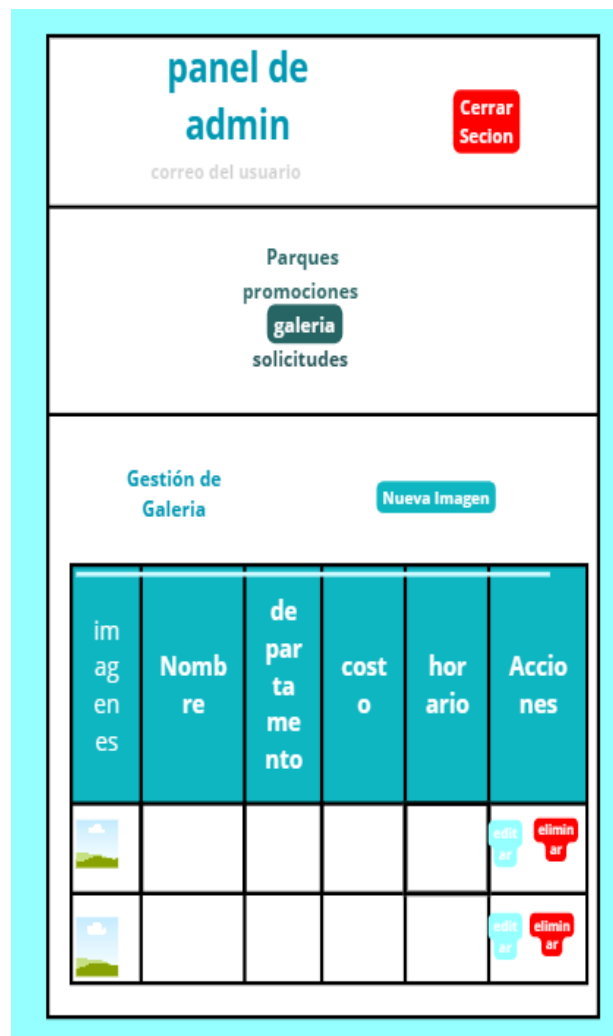 panel de
admin
correo del usuario
Cerrar
Secion
Parques
promociones
galeria
solicitudes
Gestión de
Galeria
Nueva Imagen
im
ag
en
es
Nomb
re
de
par
ta
me
nto
cost
o
hor
ario
Accio
nes
edit
ar
elimin
ar
edit
ar
elimin
ar